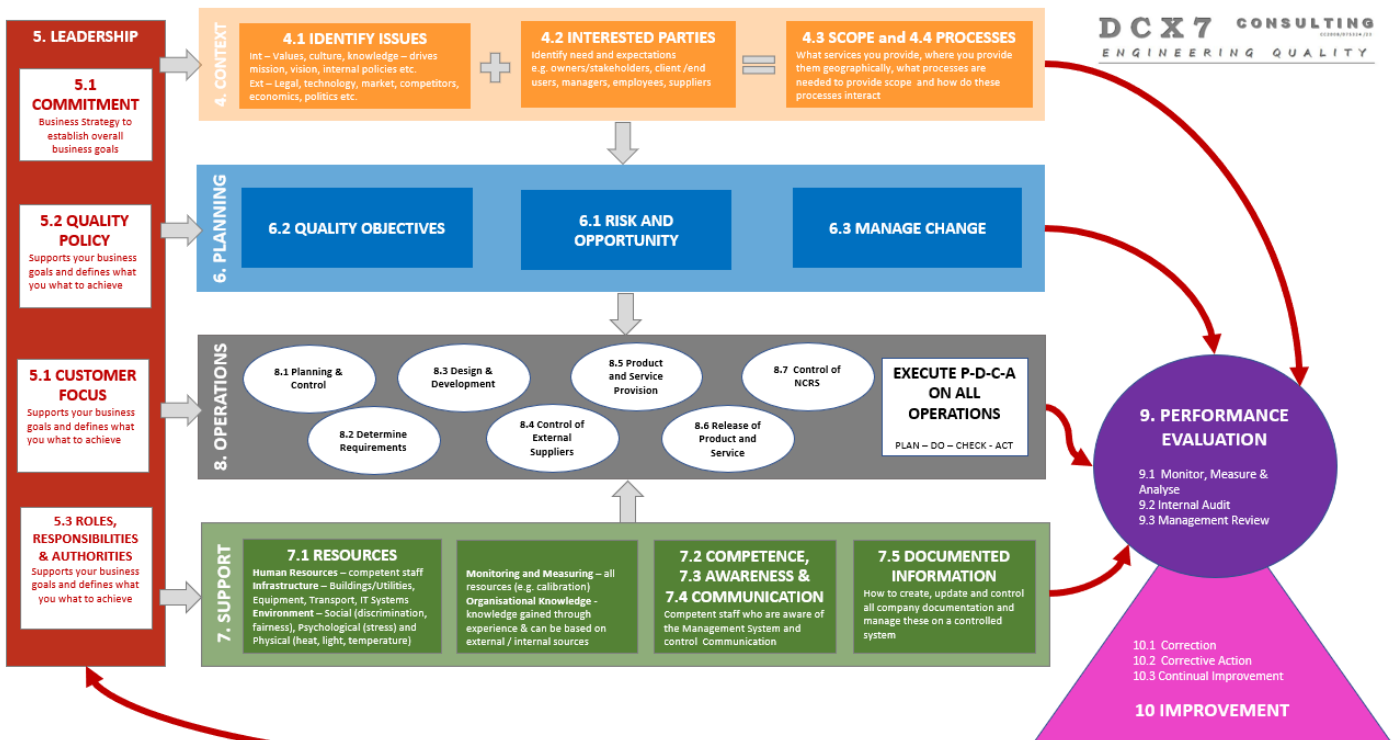 DCX7 CONSULTING
ENGINEERING QUALITY
5. LEADERSHIP
5.1
COMMITMENT
Business Strategy to
establish overall
business goals
5.2 QUALITY
POLICY
Supports your business
goals and defines what
you what to achieve
5.1 CUSTOMER
FOCUS
Supports your business
goals and defines what
you what to achieve
5.3 ROLES,
RESPONSIBILITIES
& AUTHORITIES
Supports your business
goals and defines what
you what to achieve
4. CONTEXT
4.1 IDENTIFY ISSUES
Int – Values, culture, knowledge – drives
mission, vision, internal policies etc.
Ext – Legal, technology, market, competitors,
economics, politics etc.
4.2 INTERESTED PARTIES
Identify need and expectations
e.g. owners/stakeholders, client /end
users, managers, employees, suppliers
4.3 SCOPE and 4.4 PROCESSES
What services you provide, where you provide
them geographically, what processes are
needed to provide scope and how do these
processes interact
6. PLANNING
6.2 QUALITY OBJECTIVES
6.1 RISK AND
OPPORTUNITY
6.3 MANAGE CHANGE
8. OPERATIONS
8.1 Planning &
Control
8.2 Determine
Requirements
8.3 Design &
Development
8.4 Control of
External
Suppliers
8.5 Product
and Service
Provision
8.6 Release of
Product and
Service
8.7 Control of
NCRS
EXECUTE P-D-C-A
ON ALL
OPERATIONS
PLAN – DO – CHECK - ACT
7. SUPPORT
7.1 RESOURCES
Human Resources – competent staff
Infrastructure – Buildings/Utilities,
Equipment, Transport, IT Systems
Environment – Social (discrimination,
fairness), Psychological (stress) and
Physical (heat, light, temperature)
Monitoring and Measuring – all
resources (e.g. calibration)
Organisational Knowledge -
knowledge gained through
experience & can be based on
external / internal sources
7.2 COMPETENCE,
7.3 AWARENESS &
7.4 COMMUNICATION
Competent staff who are aware of
the Management System and
control Communication
7.5 DOCUMENTED
INFORMATION
How to create, update and control
all company documentation and
manage these on a controlled
system
9. PERFORMANCE
EVALUATION
9.1 Monitor, Measure &
Analyse
9.2 Internal Audit
9.3 Management Review
10.1 Correction
10.2 Corrective Action
10.3 Continual Improvement
10 IMPROVEMENT